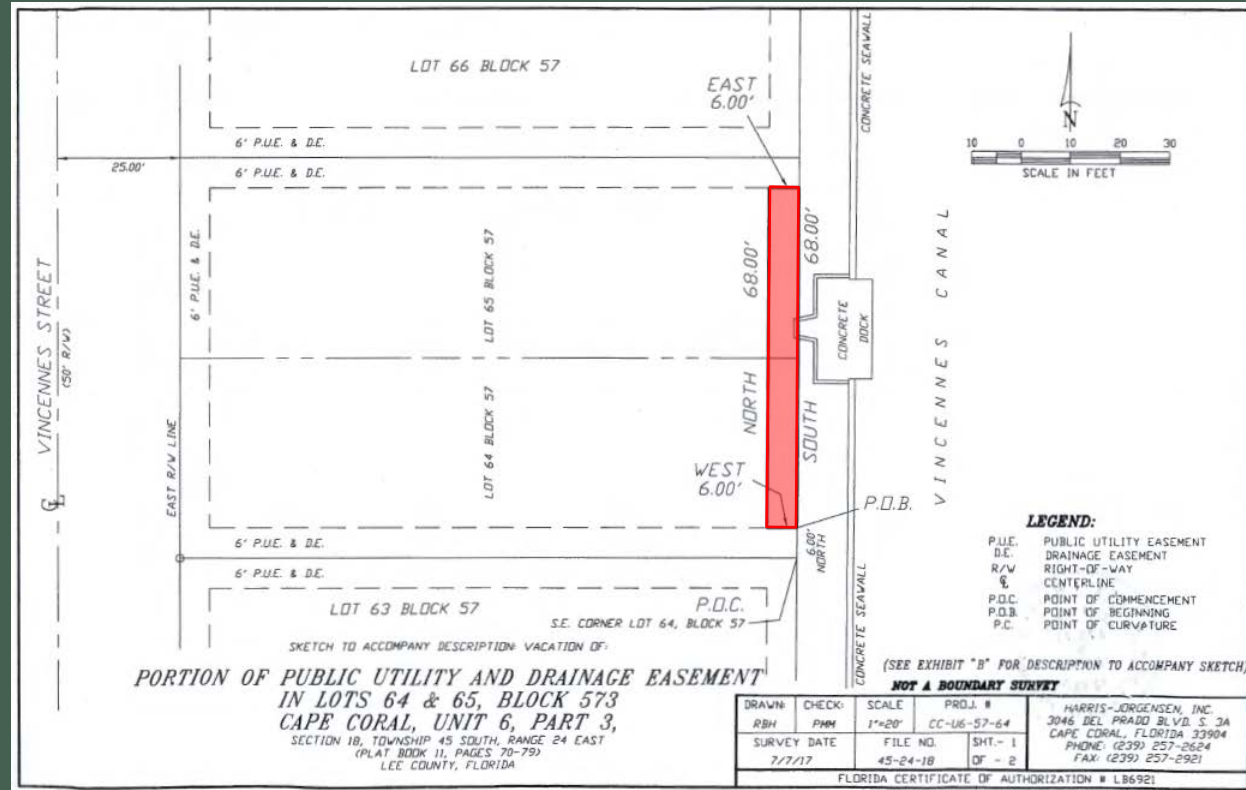 LOT 66 BLOCK 57
EAST
6.00'
CONCRETE SEAWALL
N
10 0 10 20 30
SCALE IN FEET
6' P.U.E. & D.E.
25.00'
6' P.U.E. & D.E.
VINCENNES STREET
(50' R/W)
EAST R/W LINE
6' P.U.E. & D.E.
LOT 65 BLOCK 57
LOT 64 BLOCK 57
68.00'
NORTH
68.00'
SOUTH
CONCRETE
DOCK
VINCENNES CANAL
WEST
6.00'
P.O.B.
6.00'
NORTH
CONCRETE SEAWALL
6' P.U.E. & D.E.
6' P.U.E. & D.E.
LOT 63 BLOCK 57
P.O.C.
S.E. CORNER LOT 64, BLOCK 57
LEGEND:
P.U.E. PUBLIC UTILITY EASEMENT
D.E. DRAINAGE EASEMENT
R/W RIGHT-OF-WAY
℄ CENTERLINE
P.O.C. POINT OF COMMENCEMENT
P.O.B. POINT OF BEGINNING
P.C. POINT OF CURVATURE
SKETCH TO ACCOMPANY DESCRIPTION: VACATION OF:
PORTION OF PUBLIC UTILITY AND DRAINAGE EASEMENT
IN LOTS 64 & 65, BLOCK 573
CAPE CORAL, UNIT 6, PART 3,
SECTION 18, TOWNSHIP 45 SOUTH, RANGE 24 EAST
(PLAT BOOK 11, PAGES 70-79)
LEE COUNTY, FLORIDA
(SEE EXHIBIT "B" FOR DESCRIPTION TO ACCOMPANY SKETCH)
NOT A BOUNDARY SURVEY
DRAWN: CHECK: SCALE PROJ. #
RBH PMM 1"=20' CC-U6-57-64
SURVEY DATE FILE NO. SHT.- 1
7/7/17 45-24-18 OF - 2
HARRIS-JORGENSEN, INC.
3046 DEL PRADO BLVD. S. 3A
CAPE CORAL, FLORIDA 33904
PHONE: (239) 257-2624
FAX: (239) 257-2921
FLORIDA CERTIFICATE OF AUTHORIZATION # LB6921